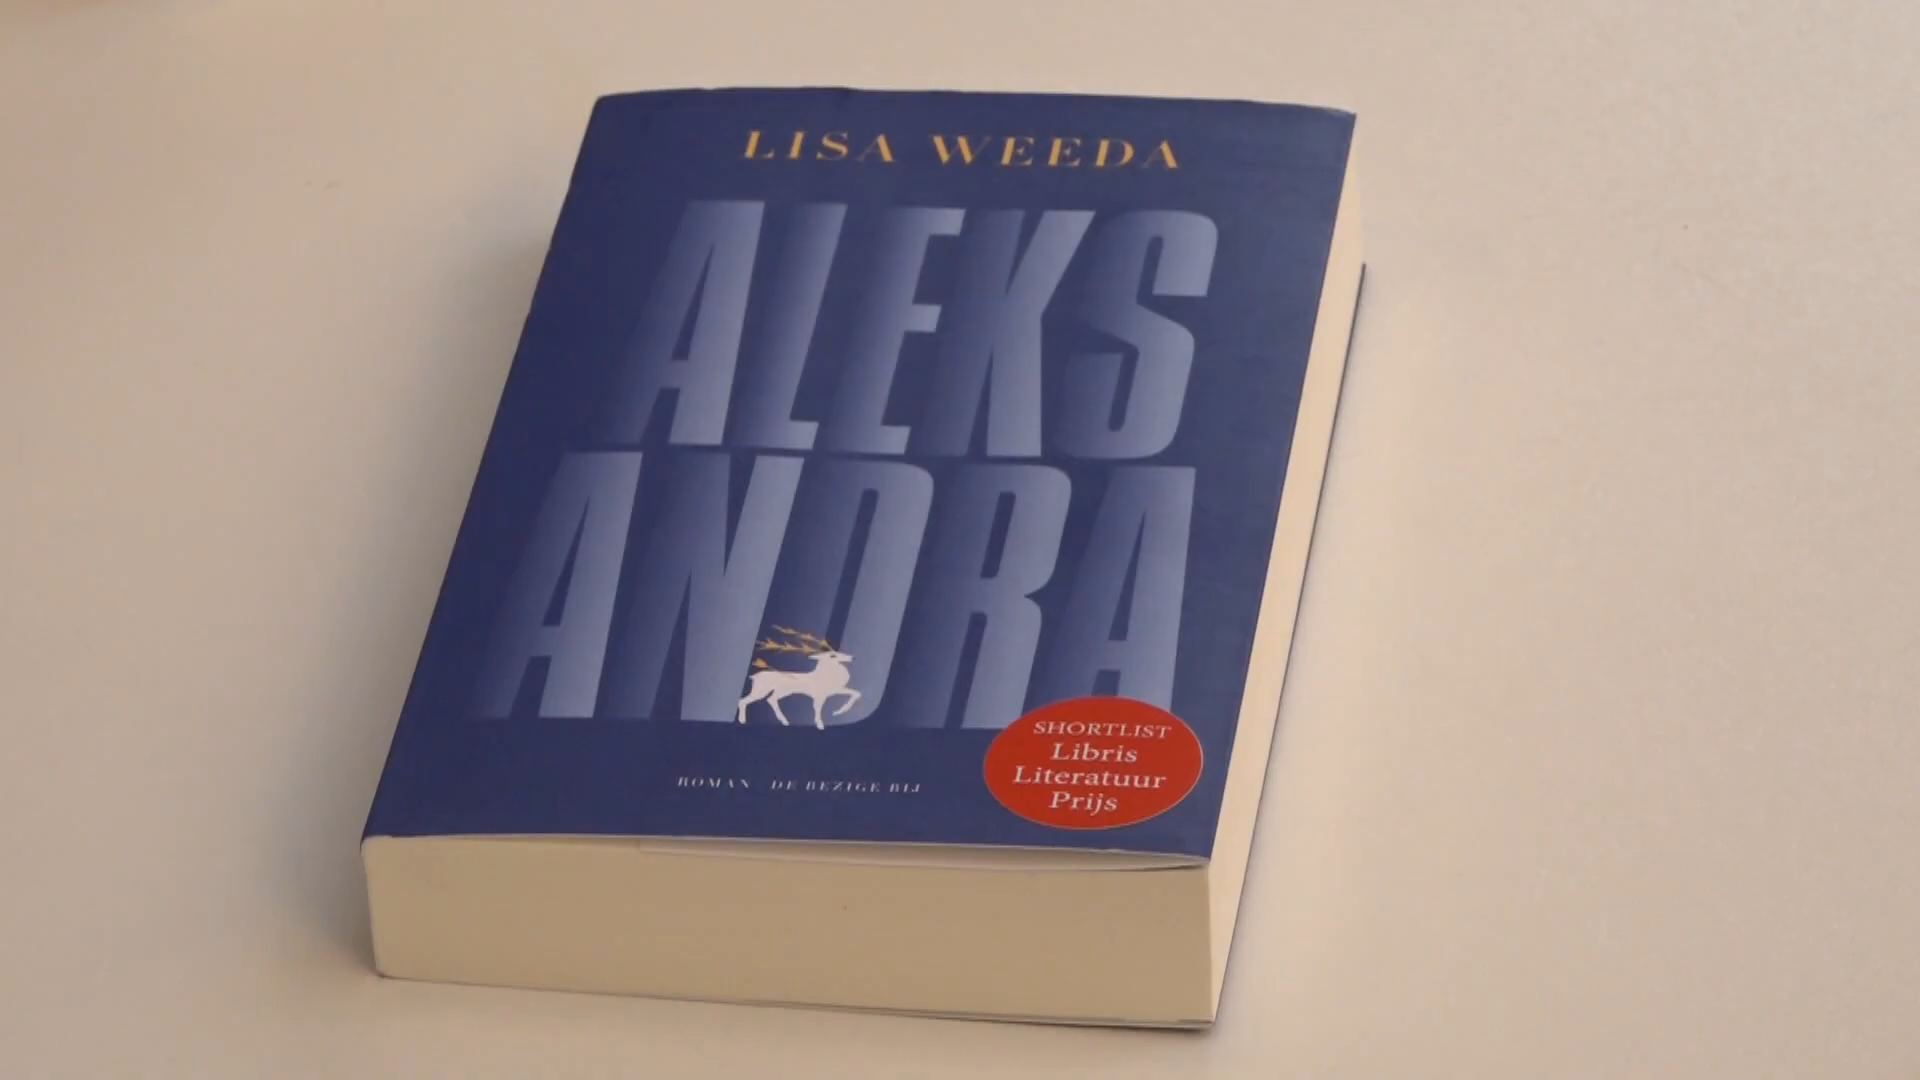 LISA WEEDA
ALEKS
ANDRA
ROMAN DE BEZIGE BIJ
SHORTLIST
Libris
Literatuur
Prijs